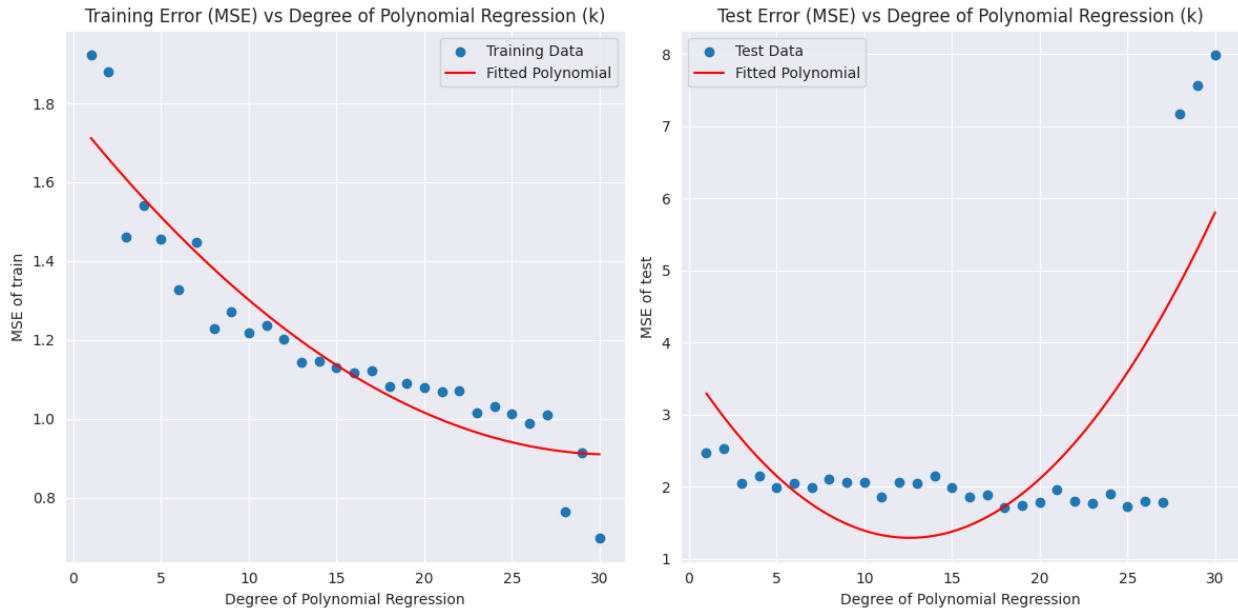 Training Error (MSE) vs Degree of Polynomial Regression (k)
Training Data
Fitted Polynomial
1.8
1.6
1.4
1.2
1.0
0.8
MSE of train
0 5 10 15 20 25 30
Degree of Polynomial Regression
Test Error (MSE) vs Degree of Polynomial Regression (k)
Test Data
Fitted Polynomial
8
7
6
5
4
3
2
1
MSE of test
0 5 10 15 20 25 30
Degree of Polynomial Regression